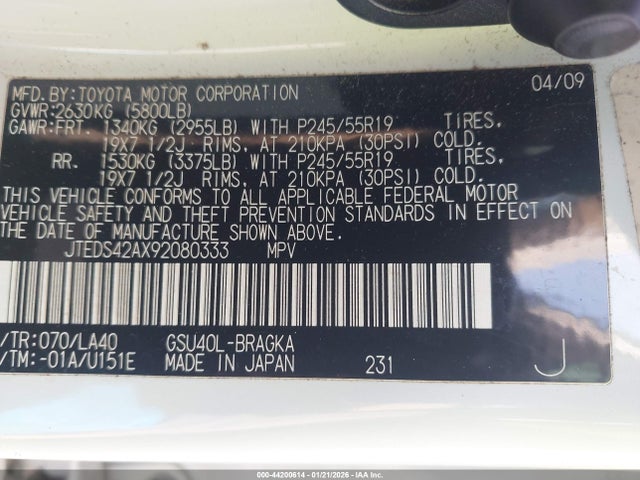 MFD.BY:TOYOTA MOTOR CORPORATION 04/09
GVWR:2630KG (5800LB)
GAWR:FRT. 1340KG (2955LB) WITH P245/55R19 TIRES,
19X7 1/2J RIMS, AT 210KPA (30PSI) COLD.
RR. 1530KG (3375LB) WITH P245/55R19 TIRES,
19X7 1/2J RIMS, AT 210KPA (30PSI) COLD.
THIS VEHICLE CONFORMS TO ALL APPLICABLE FEDERAL MOTOR
VEHICLE SAFETY AND THEFT PREVENTION STANDARDS IN EFFECT ON
THE DATE OF MANUFACTURE SHOWN ABOVE.
JTEDS42AX92080333 MPV
/TR:070/LA40 GSU40L-BRAGKA
/TM:-01A/U151E MADE IN JAPAN 231 J
000-44200614 - 01/21/2026 - IAA Inc.